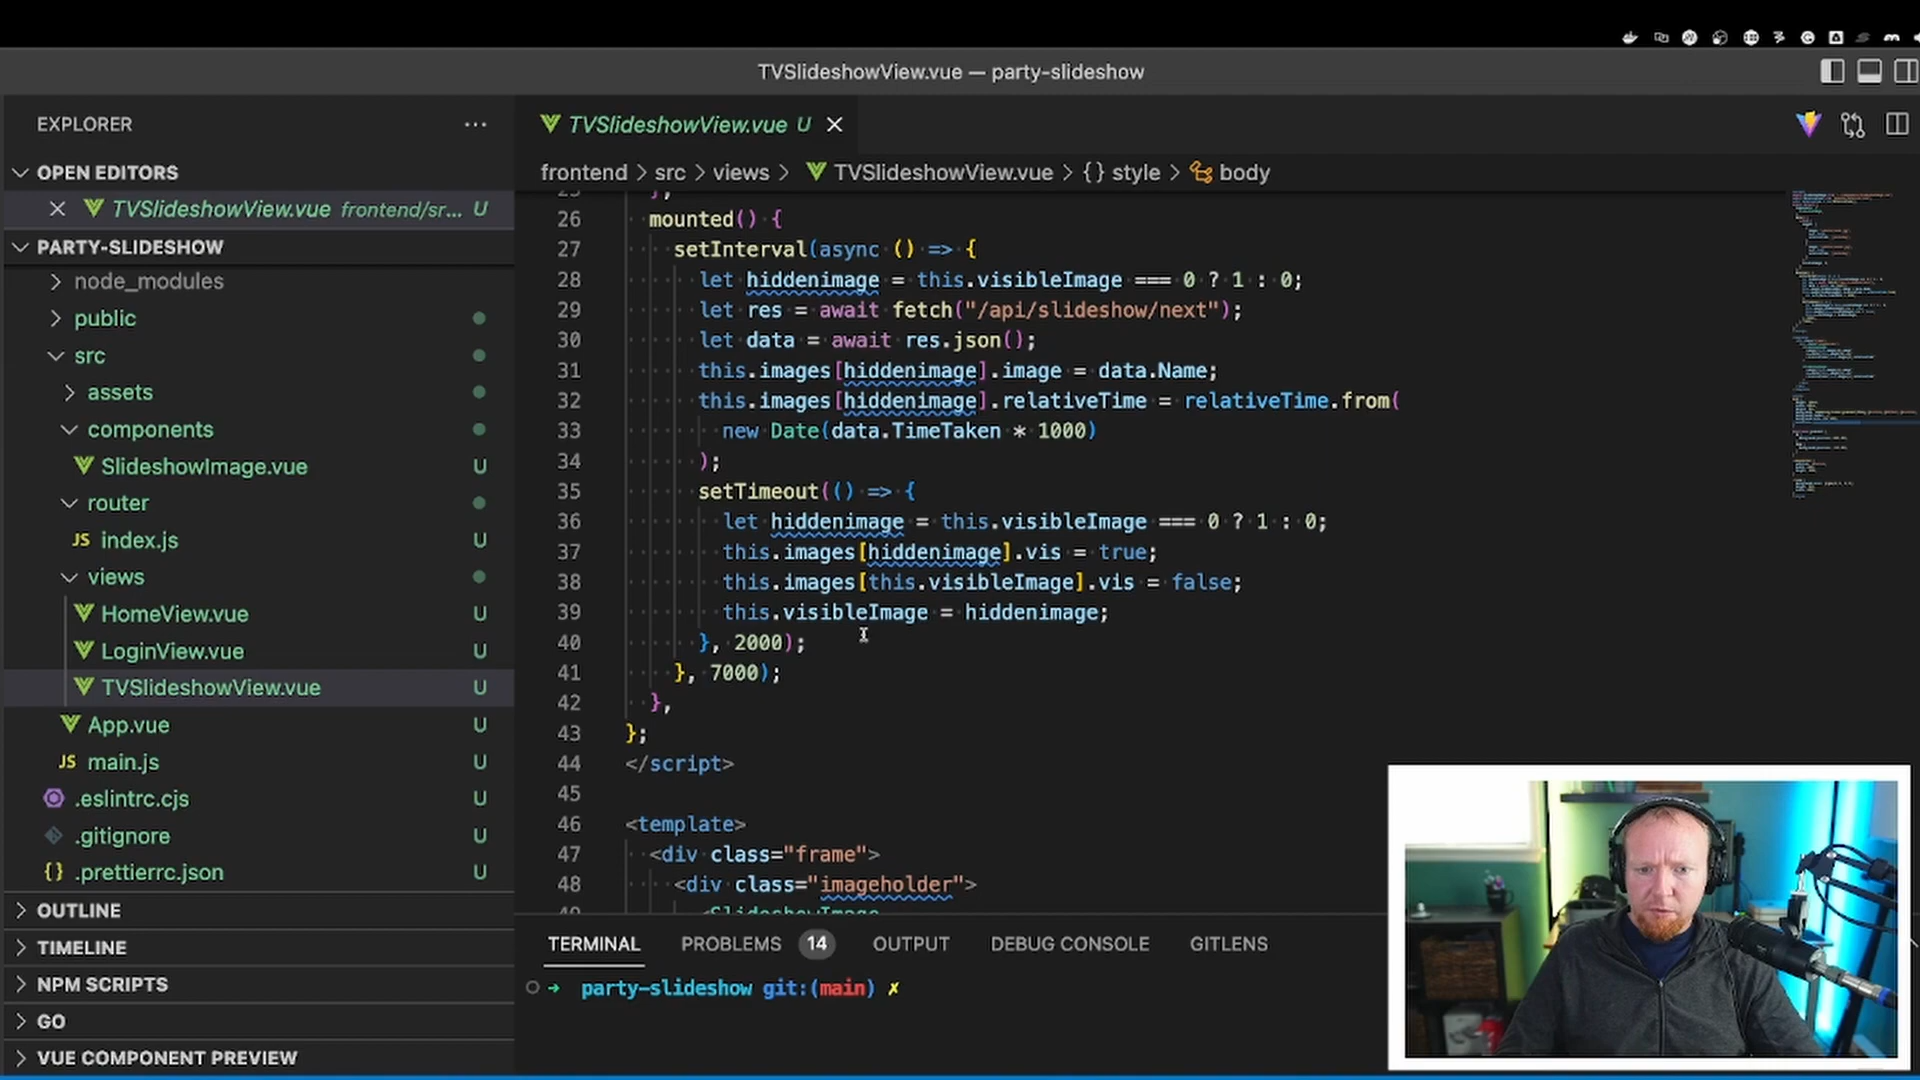 TVSlideshowView.vue — party-slideshow
EXPLORER
OPEN EDITORS
TVSlideshowView.vue frontend/sr... U
PARTY-SLIDESHOW
node_modules
public
src
assets
components
SlideshowImage.vue U
router
JS index.js U
views
HomeView.vue U
LoginView.vue U
TVSlideshowView.vue U
App.vue U
JS main.js U
.eslintrc.cjs U
.gitignore U
{} .prettierrc.json U
OUTLINE
TIMELINE
NPM SCRIPTS
GO
VUE COMPONENT PREVIEW
TVSlideshowView.vue U
frontend > src > views > TVSlideshowView.vue > {} style > body
25 },
26 mounted() {
27 setInterval(async () => {
28 let hiddenimage = this.visibleImage === 0 ? 1 : 0;
29 let res = await fetch("/api/slideshow/next");
30 let data = await res.json();
31 this.images[hiddenimage].image = data.Name;
32 this.images[hiddenimage].relativeTime = relativeTime.from(
33 new Date(data.TimeTaken * 1000)
34 );
35 setTimeout(() => {
36 let hiddenimage = this.visibleImage === 0 ? 1 : 0;
37 this.images[hiddenimage].vis = true;
38 this.images[this.visibleImage].vis = false;
39 this.visibleImage = hiddenimage;
40 }, 2000);
41 }, 7000);
42 },
43 };
44 </script>
45
46 <template>
47 <div class="frame">
48 <div class="imageholder">
49 <SlideshowImage
TERMINAL PROBLEMS 14 OUTPUT DEBUG CONSOLE GITLENS
party-slideshow git:(main) ✗